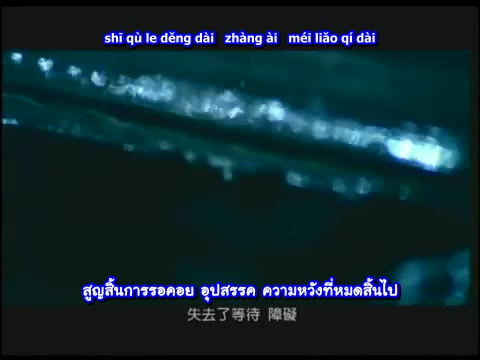 shī qù le děng dài zhàng ài méi liǎo qí dài
สูญสิ้นการรอคอย อุปสรรค ความหวังที่หมดสิ้นไป
失去了等待 障礙